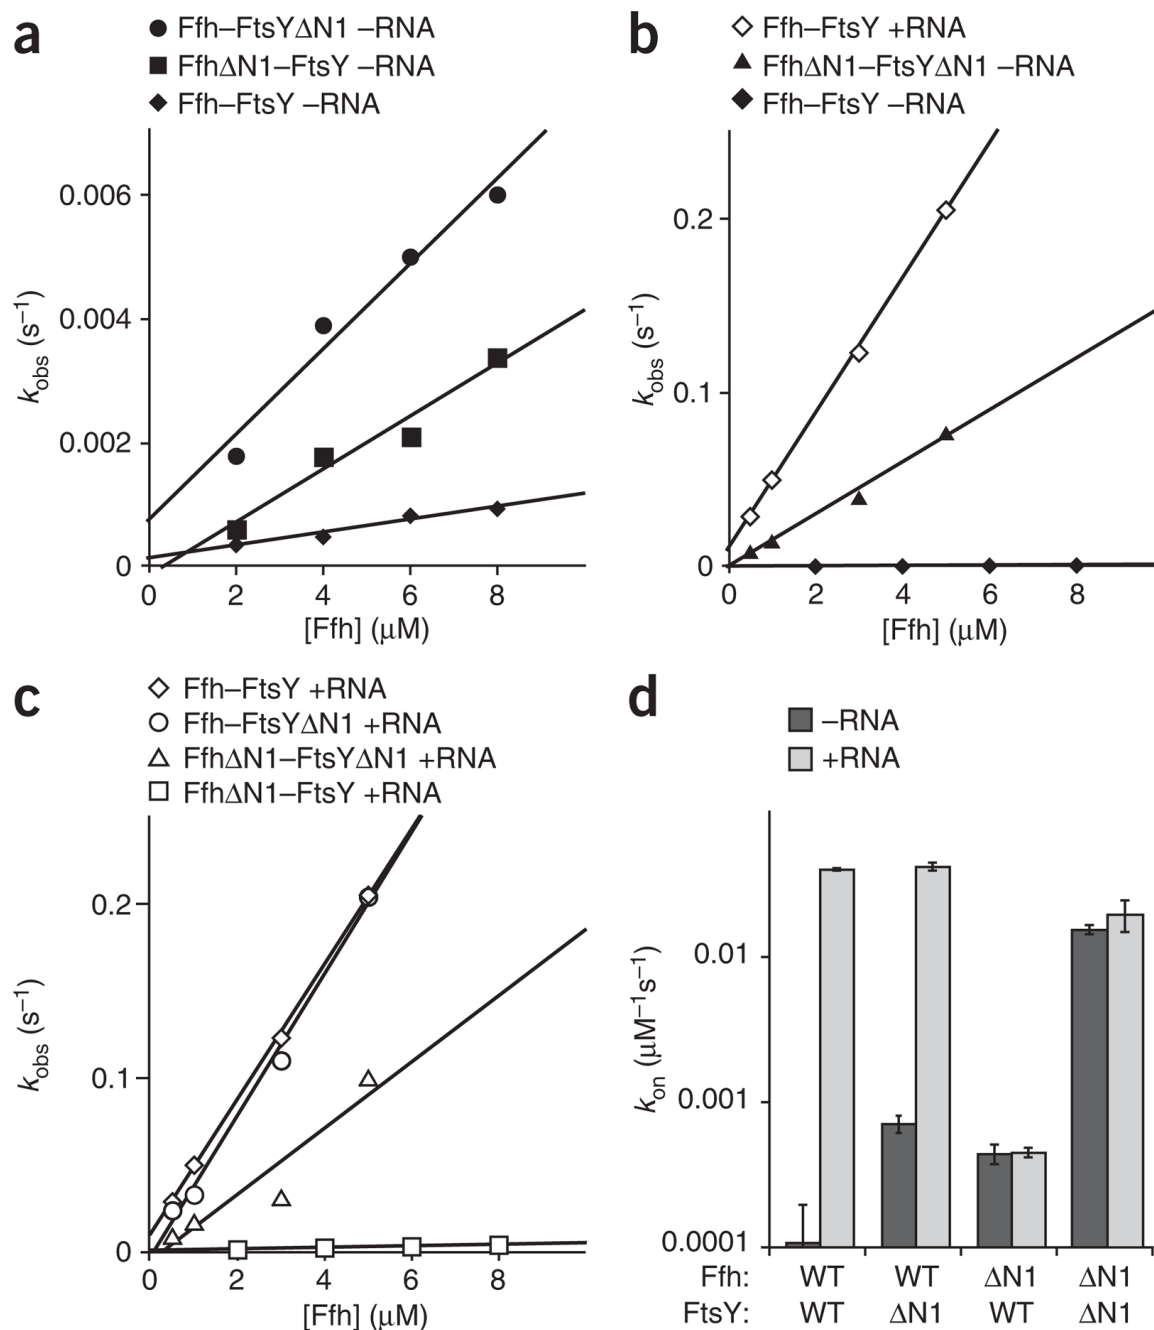 a
Ffh–FtsYΔN1 –RNA
FfhΔN1–FtsY –RNA
Ffh–FtsY –RNA
0.006
0.004
0.002
0
kobs (s–1)
0 2 4 6 8
[Ffh] (μM)
b
Ffh–FtsY +RNA
FfhΔN1–FtsYΔN1 –RNA
Ffh–FtsY –RNA
0.2
0.1
0
kobs (s–1)
0 2 4 6 8
[Ffh] (μM)
c
Ffh–FtsY +RNA
Ffh–FtsYΔN1 +RNA
FfhΔN1–FtsYΔN1 +RNA
FfhΔN1–FtsY +RNA
0.2
0.1
0
kobs (s–1)
0 2 4 6 8
[Ffh] (μM)
d
–RNA
+RNA
0.01
0.001
0.0001
kon (μM–1s–1)
Ffh: WT WT ΔN1 ΔN1
FtsY: WT ΔN1 WT ΔN1